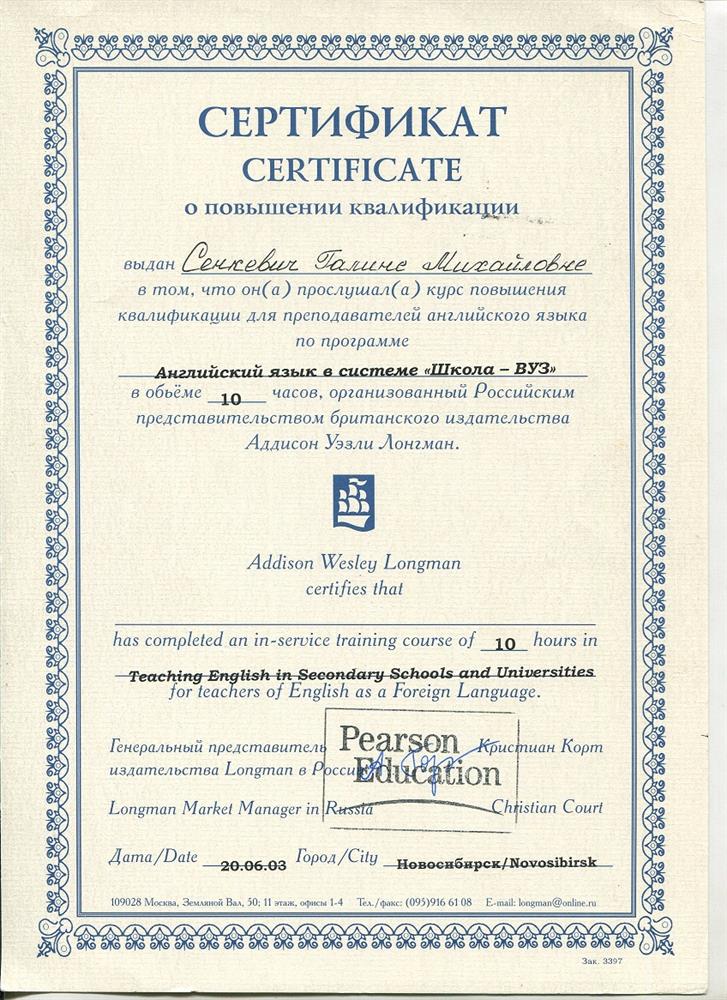 СЕРТИФИКАТ
CERTIFICATE
о повышении квалификации
выдан Сенкевич Галине Михайловне
в том, что он(а) прослушал(а) курс повышения
квалификации для преподавателей английского языка
по программе
Английский язык в системе «Школа – ВУЗ»
в обьёме 10 часов, организованный Российским
представительством британского издательства
Аддисон Уэзли Лонгман.
Addison Wesley Longman
certifies that
has completed an in-service training course of 10 hours in
Teaching English in Secondary Schools and Universities
for teachers of English as a Foreign Language.
Генеральный представитель Кристиан Корт
издательства Longman в России
Pearson
Education
Longman Market Manager in Russia Christian Court
Дата/Date 20.06.03 Город/City Новосибирск/Novosibirsk
109028 Москва, Земляной Вал, 50; 11 этаж, офисы 1-4 Тел./факс: (095)916 61 08 E-mail: longman@online.ru
Зак. 3397